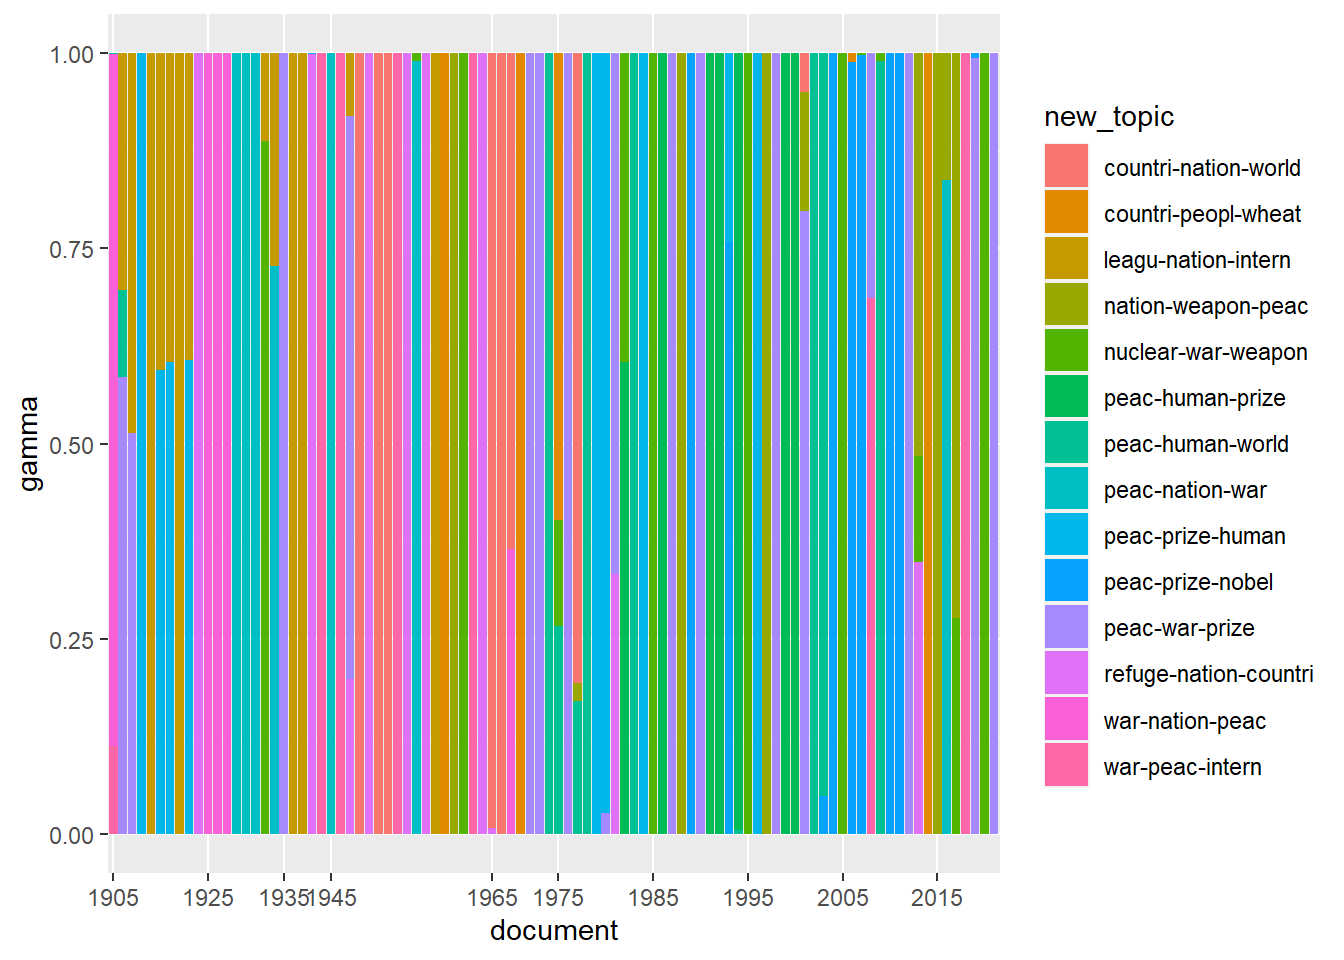 1.00
0.75
0.50
0.25
0.00
gamma
1905
1925
1935
1945
1965
1975
1985
1995
2005
2015
document
new_topic
countri-nation-world
countri-peopl-wheat
leagu-nation-intern
nation-weapon-peac
nuclear-war-weapon
peac-human-prize
peac-human-world
peac-nation-war
peac-prize-human
peac-prize-nobel
peac-war-prize
refuge-nation-countri
war-nation-peac
war-peac-intern